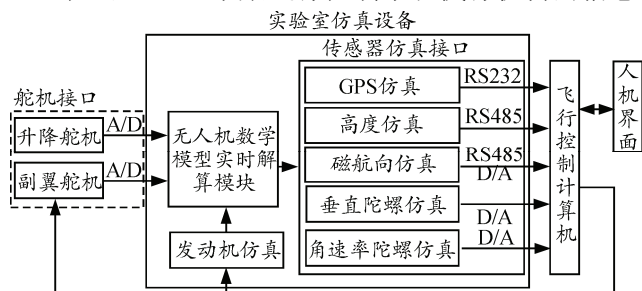 实验室仿真设备
传感器仿真接口
舵机接口
升降舵机
A/D
副翼舵机
A/D
无人机数学
模型实时解
算模块
发动机仿真
GPS仿真
RS232
高度仿真
RS485
磁航向仿真
RS485
D/A
垂直陀螺仿真
D/A
角速率陀螺仿真
D/A
飞行控制计算机
人机界面